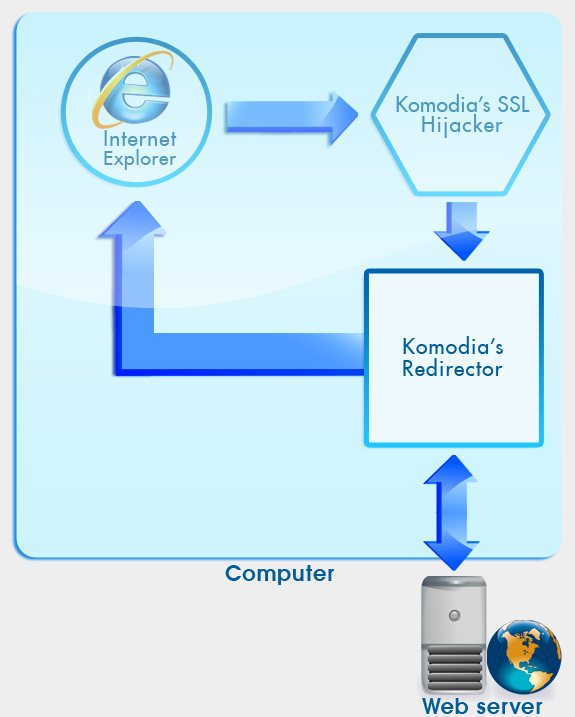 Internet
Explorer
Komodia's SSL
Hijacker
Komodia's
Redirector
Computer
Web server